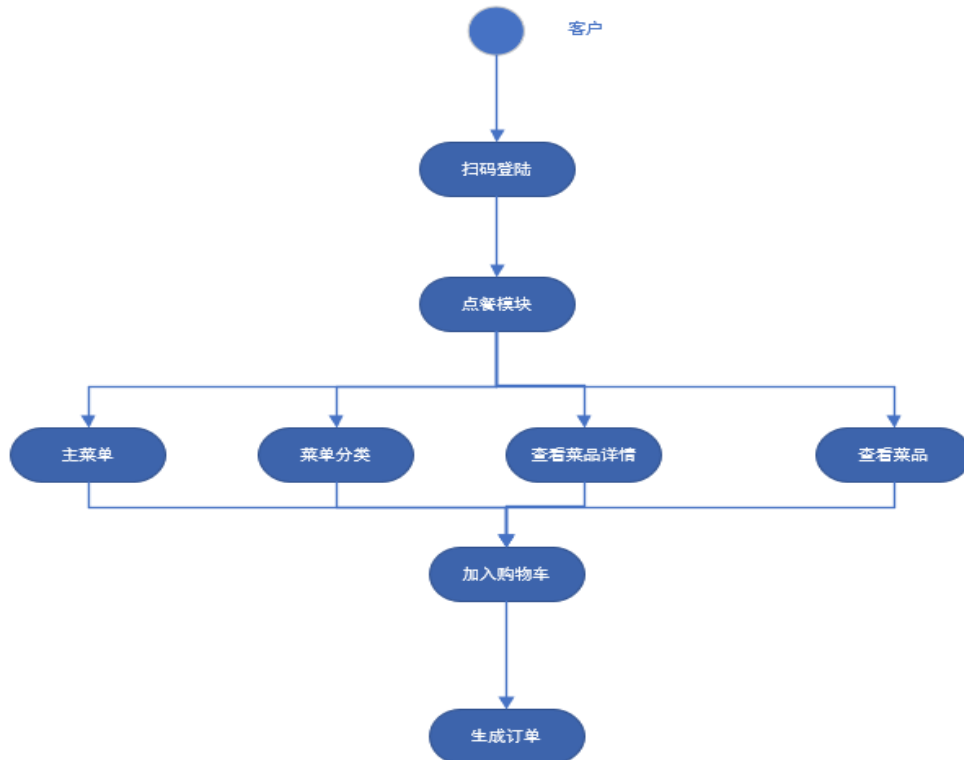 客户
扫码登陆
点餐模块
主菜单
菜单分类
查看菜品详情
查看菜品
加入购物车
生成订单